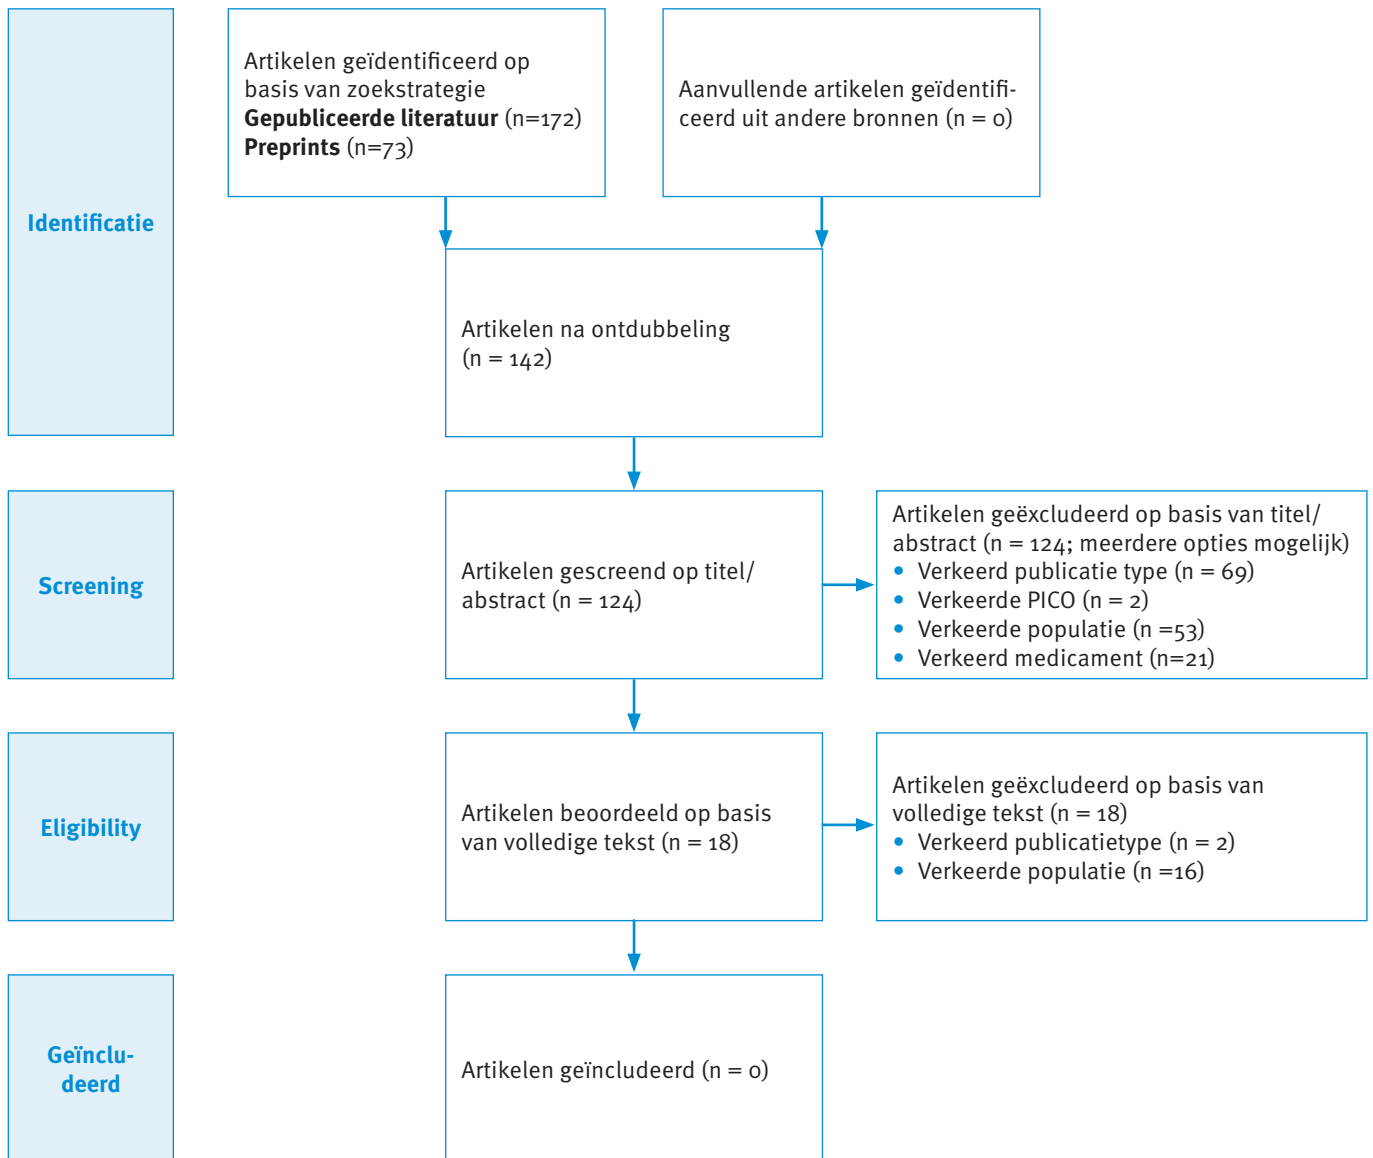 Identificatie
Artikelen geïdentificeerd op
basis van zoekstrategie
Gepubliceerde literatuur (n=172)
Preprints (n=73)
Aanvullende artikelen geïdentifi-
ceerd uit andere bronnen (n = 0)
Artikelen na ontdubbeling
(n = 142)
Screening
Artikelen gescreend op titel/
abstract (n = 124)
Artikelen geëxcludeerd op basis van titel/
abstract (n = 124; meerdere opties mogelijk)
• Verkeerd publicatie type (n = 69)
• Verkeerde PICO (n = 2)
• Verkeerde populatie (n =53)
• Verkeerd medicament (n=21)
Eligibility
Artikelen beoordeeld op basis
van volledige tekst (n = 18)
Artikelen geëxcludeerd op basis van
volledige tekst (n = 18)
• Verkeerd publicatietype (n = 2)
• Verkeerde populatie (n =16)
Geïnclu-
deerd
Artikelen geïncludeerd (n = 0)